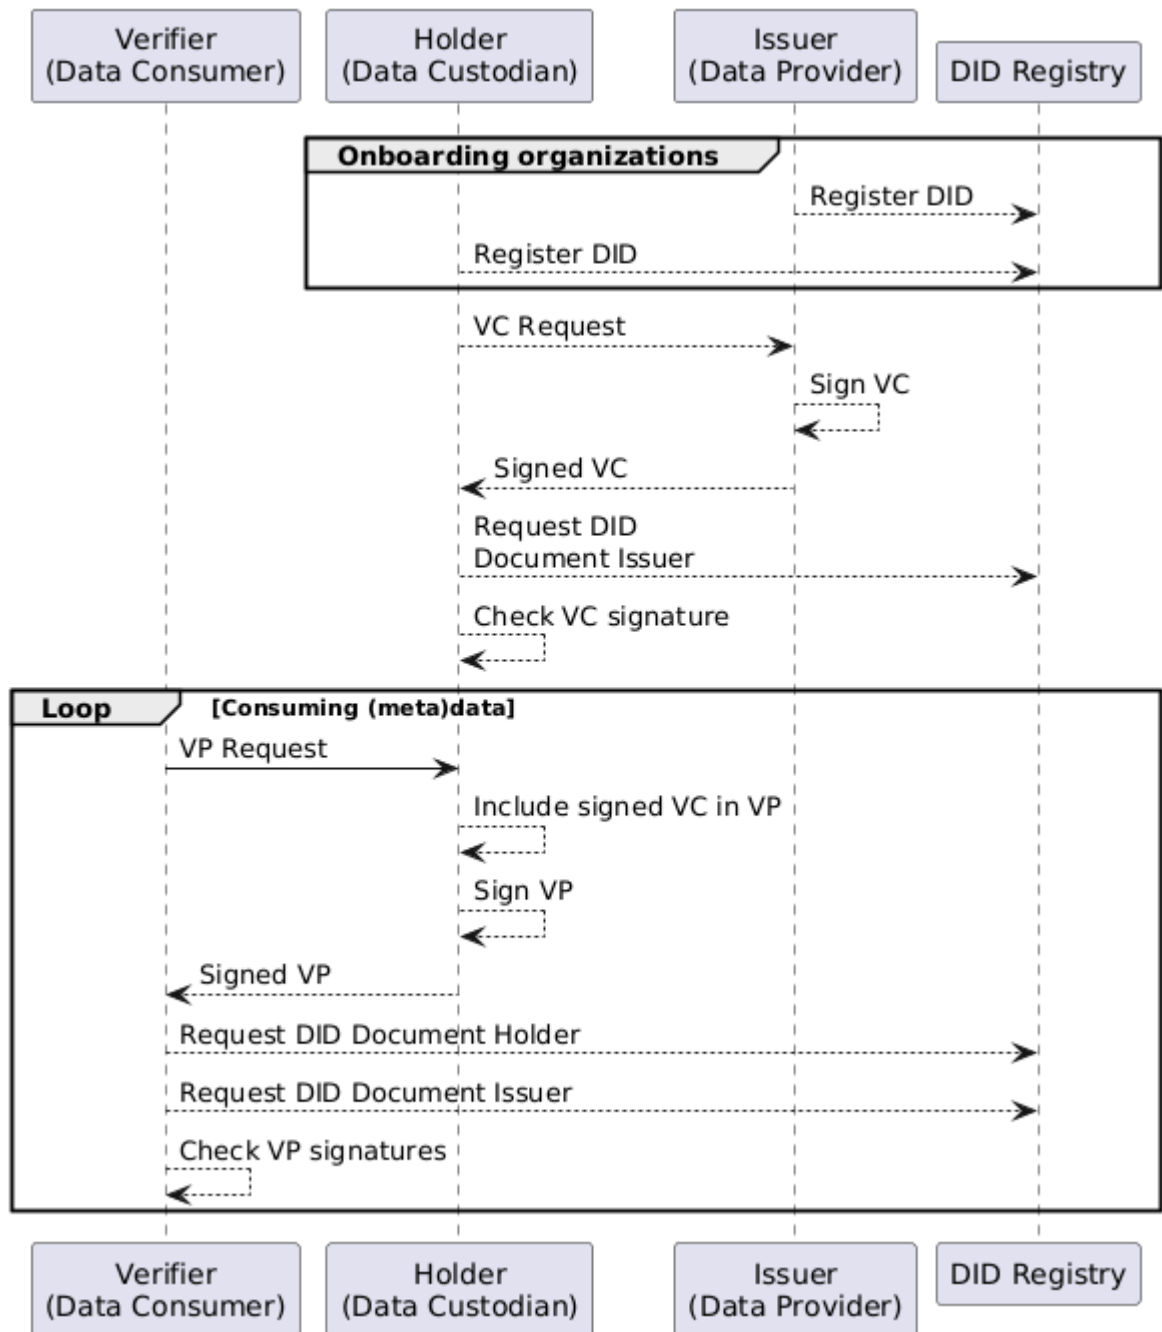 Verifier
(Data Consumer)
Holder
(Data Custodian)
Issuer
(Data Provider)
DID Registry
Onboarding organizations
Register DID
Register DID
VC Request
Sign VC
Signed VC
Request DID
Document Issuer
Check VC signature
Loop
[Consuming (meta)data]
VP Request
Include signed VC in VP
Sign VP
Signed VP
Request DID Document Holder
Request DID Document Issuer
Check VP signatures
Verifier
(Data Consumer)
Holder
(Data Custodian)
Issuer
(Data Provider)
DID Registry